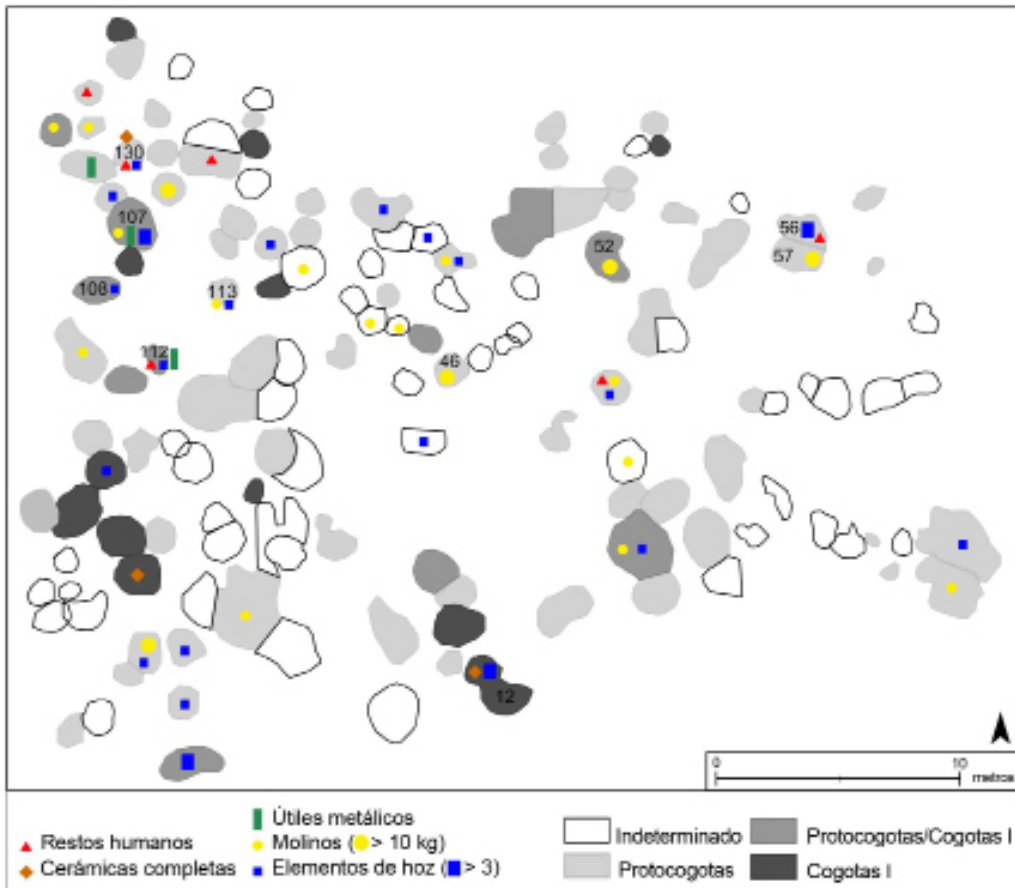 130
107
108
113
112
46
52
56
57
12
0 10
metros
Restos humanos
Cerámicas completas
Útiles metálicos
Molinos (> 10 kg)
Elementos de hoz (> 3)
Indeterminado
Protocogotas
Protocogotas/Cogotas I
Cogotas I